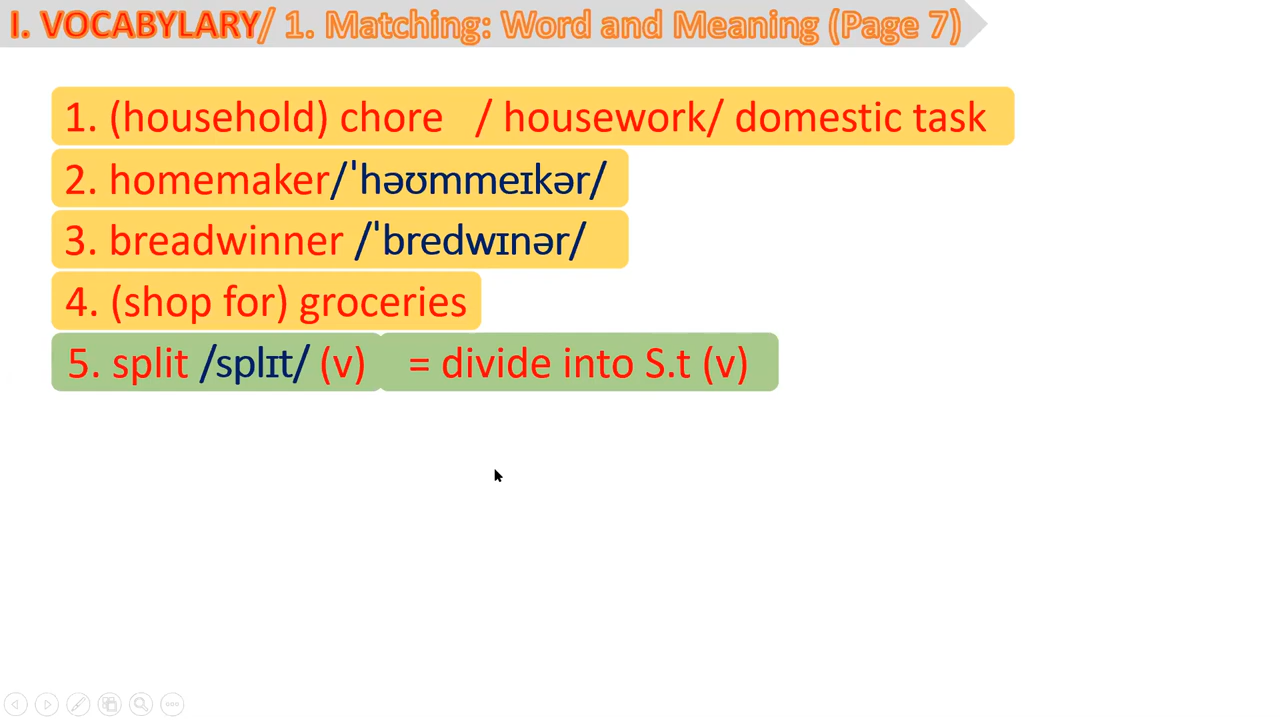 I. VOCABYLARY/ 1. Matching: Word and Meaning (Page 7)
1. (household) chore / housework/ domestic task
2. homemaker/ˈhəʊmmeɪkər/
3. breadwinner /ˈbredwɪnər/
4. (shop for) groceries
5. split /splɪt/ (v) = divide into S.t (v)